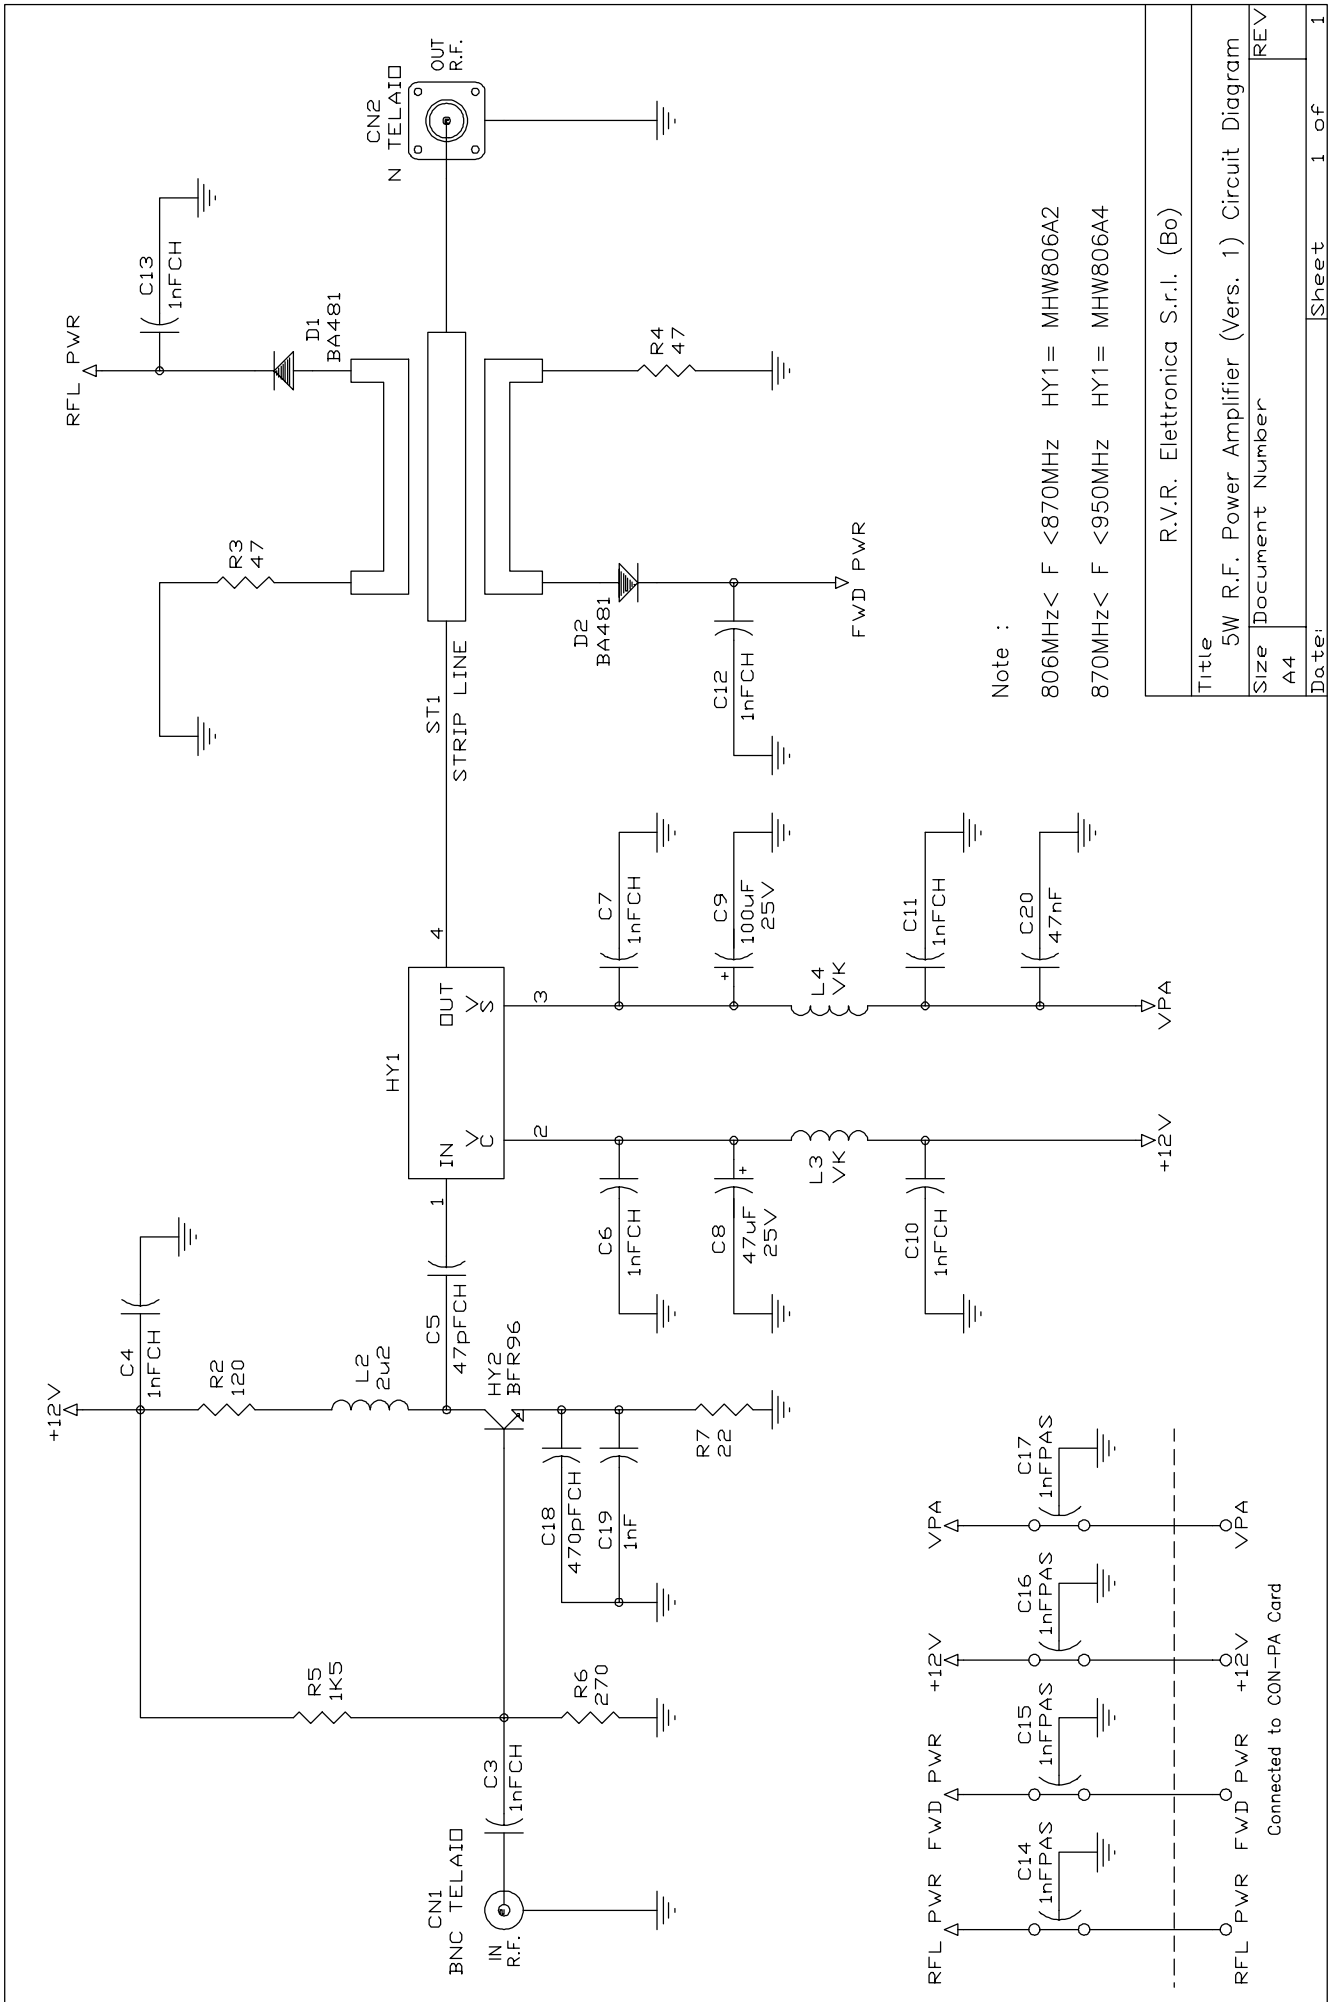 RFL PWR
C13
1nFCH
D1
BA481
R3
47
CN2
N TELAIO
OUT
R.F.
ST1
STRIP LINE
R4
47
D2
BA481
C12
1nFCH
FWD PWR
+12V
C4
1nFCH
R2
120
L2
2u2
C5
47pFCH
HY2
BFR96
C18
470pFCH
C19
1nF
R7
22
R5
1K5
R6
270
C3
1nFCH
CN1
BNC TELAIO
IN
R.F.
HY1
IN
OUT
VC
VS
1
2
3
4
C6
1nFCH
C8
47uF
25V
+
L3
VK
C10
1nFCH
+12V
C7
1nFCH
C9
100uF
25V
+
L4
VK
C11
1nFCH
C20
47nF
VPA
RFL PWR
FWD PWR
+12V
VPA
C14
1nFPAS
C15
1nFPAS
C16
1nFPAS
C17
1nFPAS
RFL PWR
FWD PWR
+12V
VPA
Connected to CON-PA Card
Note :
806MHz< F <870MHz HY1= MHW806A2
870MHz< F <950MHz HY1= MHW806A4
R.V.R. Elettronica S.r.l. (Bo)
Title
5W R.F. Power Amplifier (Vers. 1) Circuit Diagram
Size Document Number REV
A4
Date: Sheet 1 of 1